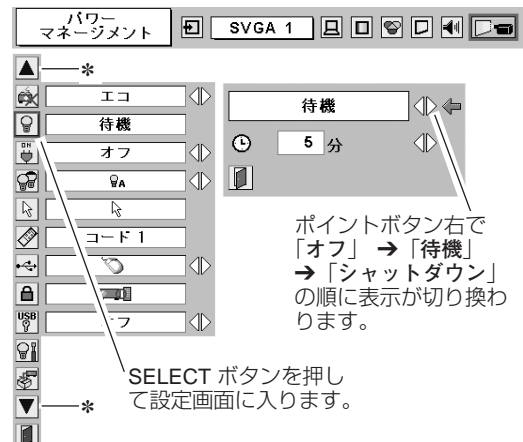 パワー
マネージメント
SVGA 1
*
エコ
待機
オフ
A
コード 1
オフ
*
ON
USB
待機
5 分
ポイントボタン右で
「オフ」 ➔ 「待機」
➔ 「シャットダウン」
の順に表示が切り換わ
ります。
SELECT ボタンを押し
て設定画面に入ります。